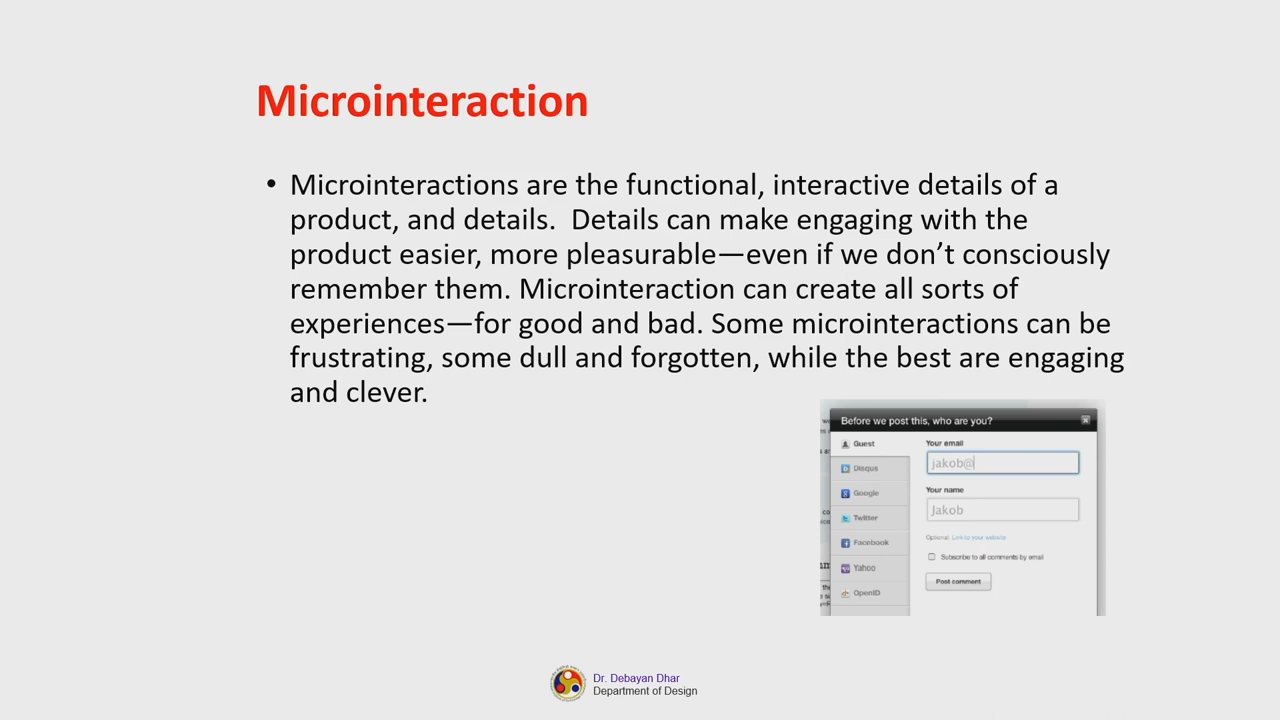 Microinteraction
• Microinteractions are the functional, interactive details of a
product, and details.  Details can make engaging with the
product easier, more pleasurable—even if we don’t consciously
remember them. Microinteraction can create all sorts of
experiences—for good and bad. Some microinteractions can be
frustrating, some dull and forgotten, while the best are engaging
and clever.
Before we post this, who are you?
Guest
Disqus
Google
Twitter
Facebook
Yahoo
OpenID
Your email
jakob@
Your name
Jakob
Optional: Link to your website
Subscribe to all comments by email
Post comment
Dr. Debayan Dhar
Department of Design